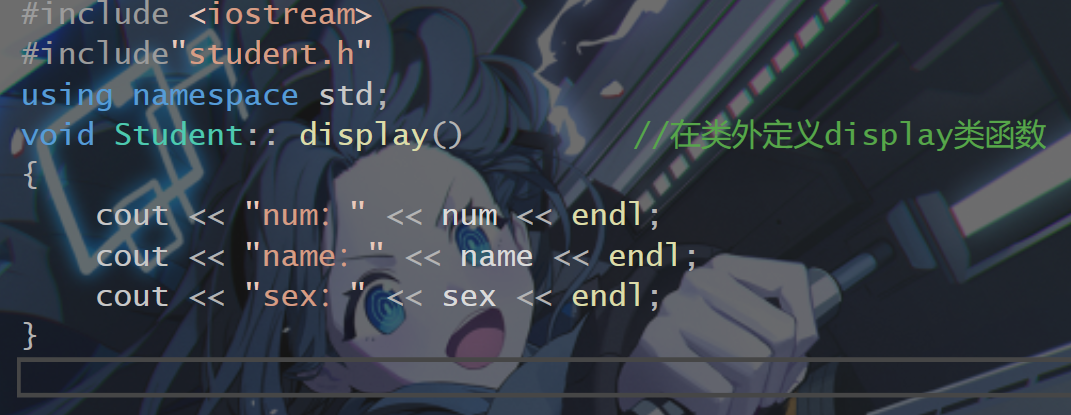 #include <iostream>
#include"student.h"
using namespace std;
void Student:: display()          //在类外定义display类函数
{
    cout << "num：" << num << endl;
    cout << "name：" << name << endl;
    cout << "sex：" << sex << endl;
}